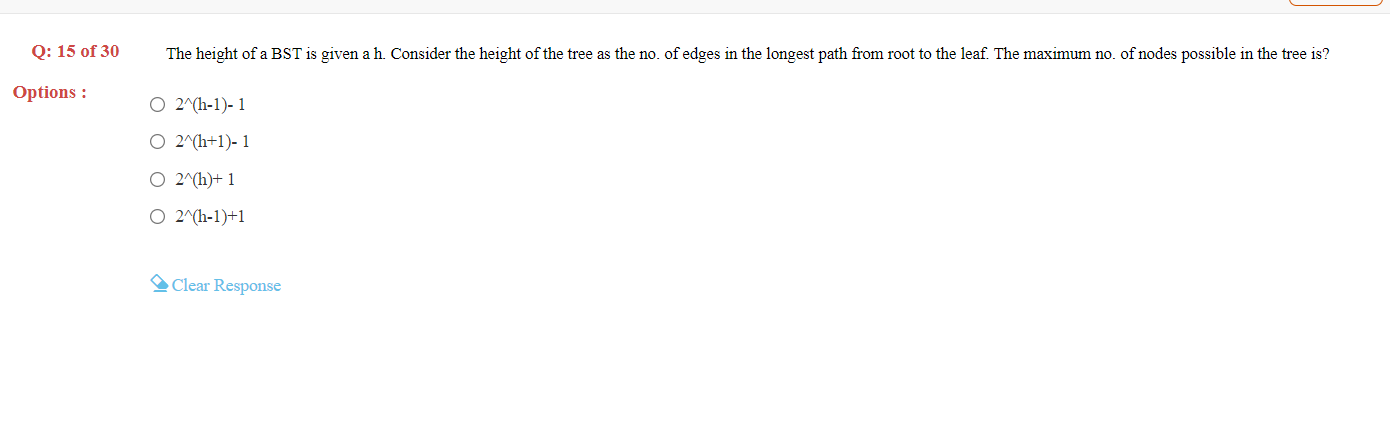 Q: 15 of 30 The height of a BST is given a h. Consider the height of the tree as the no. of edges in the longest path from root to the leaf. The maximum no. of nodes possible in the tree is?
Options :
2^(h-1)- 1
2^(h+1)- 1
2^(h)+ 1
2^(h-1)+1
Clear Response